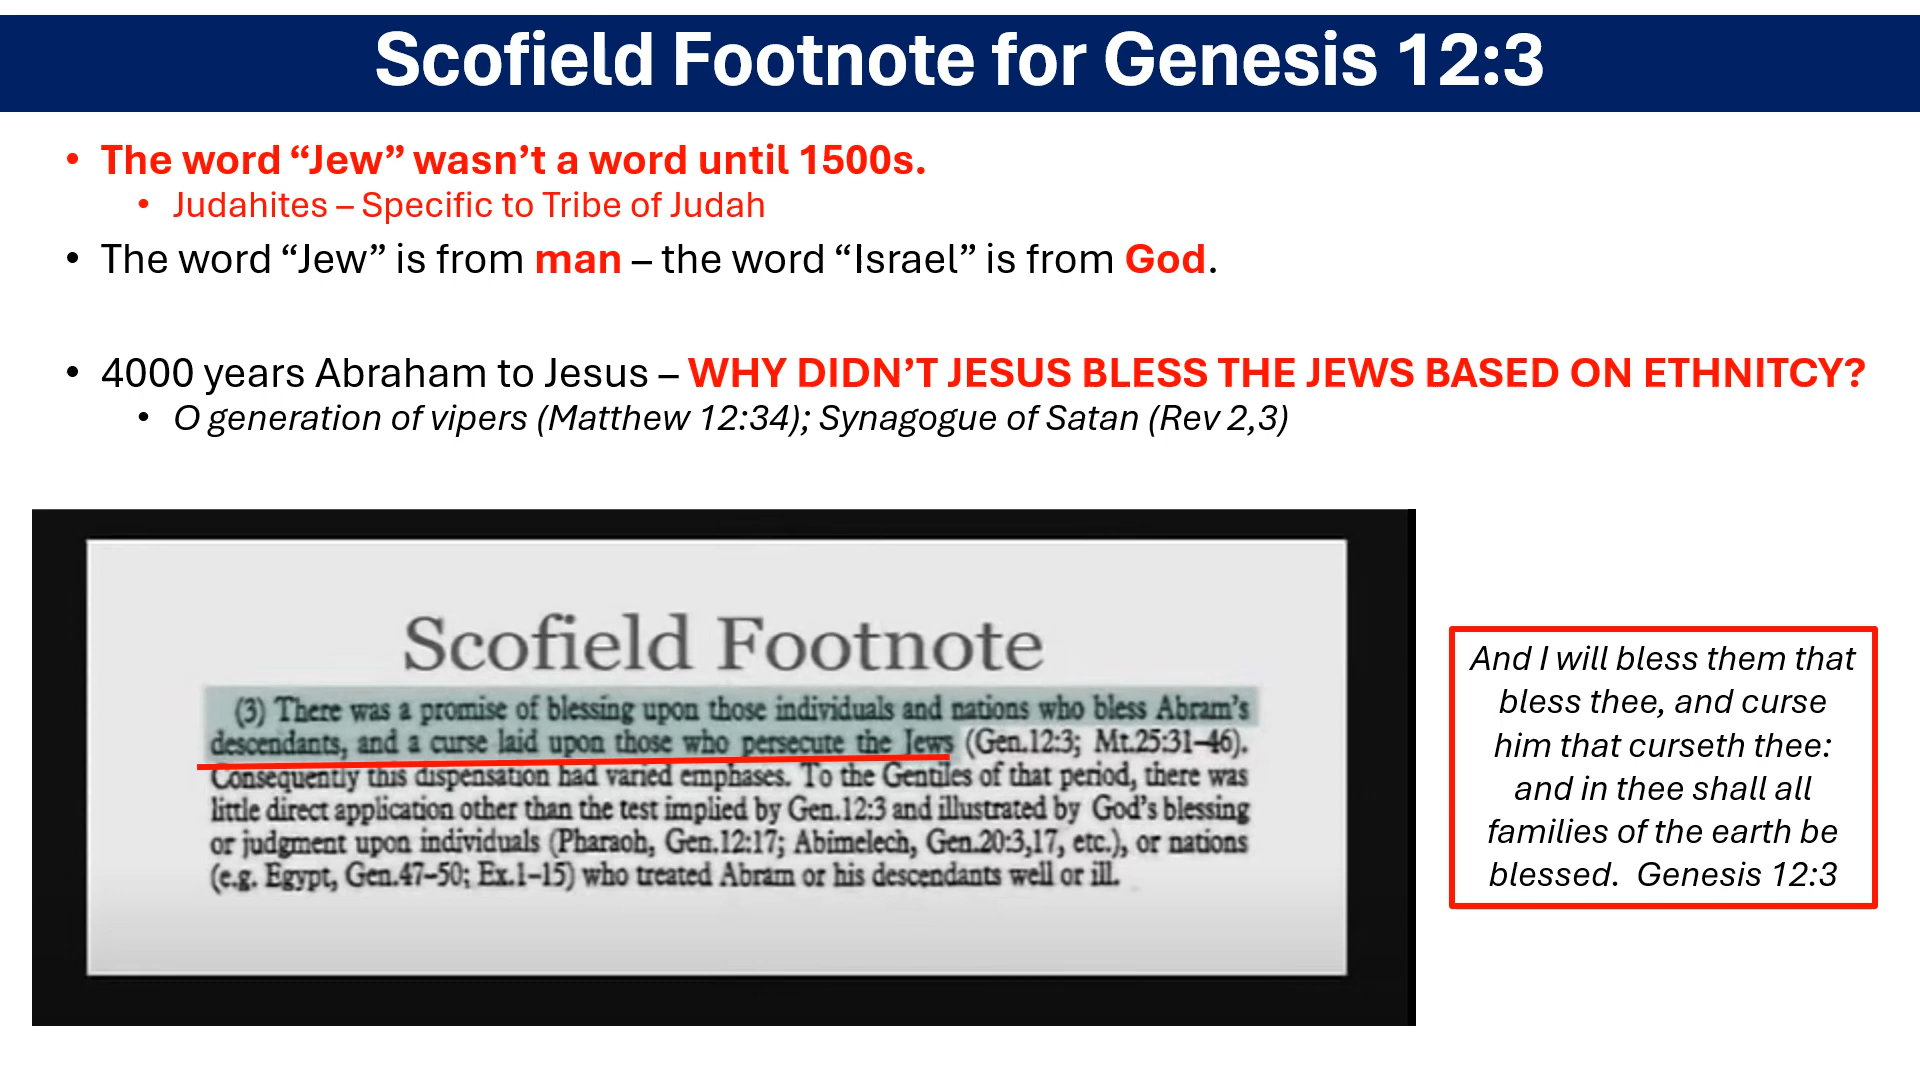 Scofield Footnote for Genesis 12:3
• The word “Jew” wasn’t a word until 1500s.
• Judahites – Specific to Tribe of Judah
• The word “Jew” is from man – the word “Israel” is from God.
• 4000 years Abraham to Jesus – WHY DIDN’T JESUS BLESS THE JEWS BASED ON ETHNITCY?
• O generation of vipers (Matthew 12:34); Synagogue of Satan (Rev 2,3)
Scofield Footnote
(3) There was a promise of blessing upon those individuals and nations who bless Abram’s
descendants, and a curse laid upon those who persecute the Jews (Gen.12:3; Mt.25:31–46).
Consequently this dispensation had varied emphases. To the Gentiles of that period, there was
little direct application other than the test implied by Gen.12:3 and illustrated by God’s blessing
or judgment upon individuals (Pharaoh, Gen.12:17; Abimelech, Gen.20:3,17, etc.), or nations
(e.g. Egypt, Gen.47–50; Ex.1–15) who treated Abram or his descendants well or ill.
And I will bless them that
bless thee, and curse
him that curseth thee:
and in thee shall all
families of the earth be
blessed. Genesis 12:3